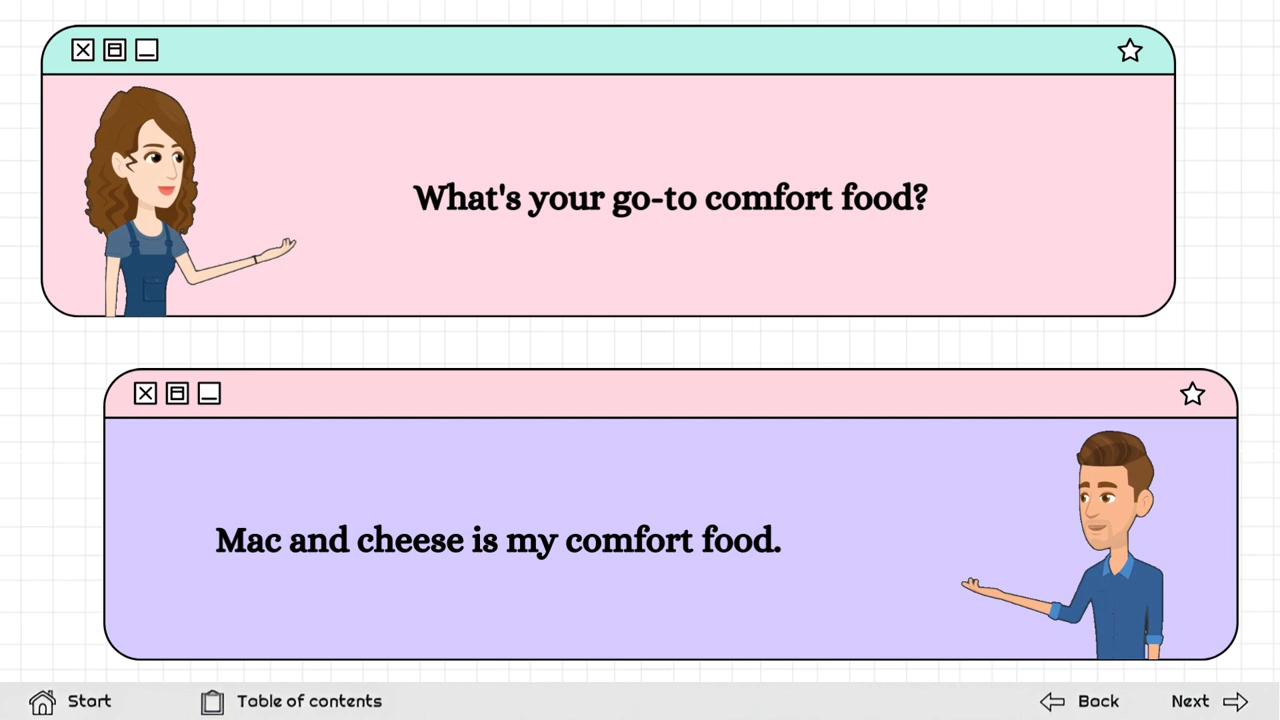 What's your go-to comfort food?
Mac and cheese is my comfort food.
Start Table of contents Back Next